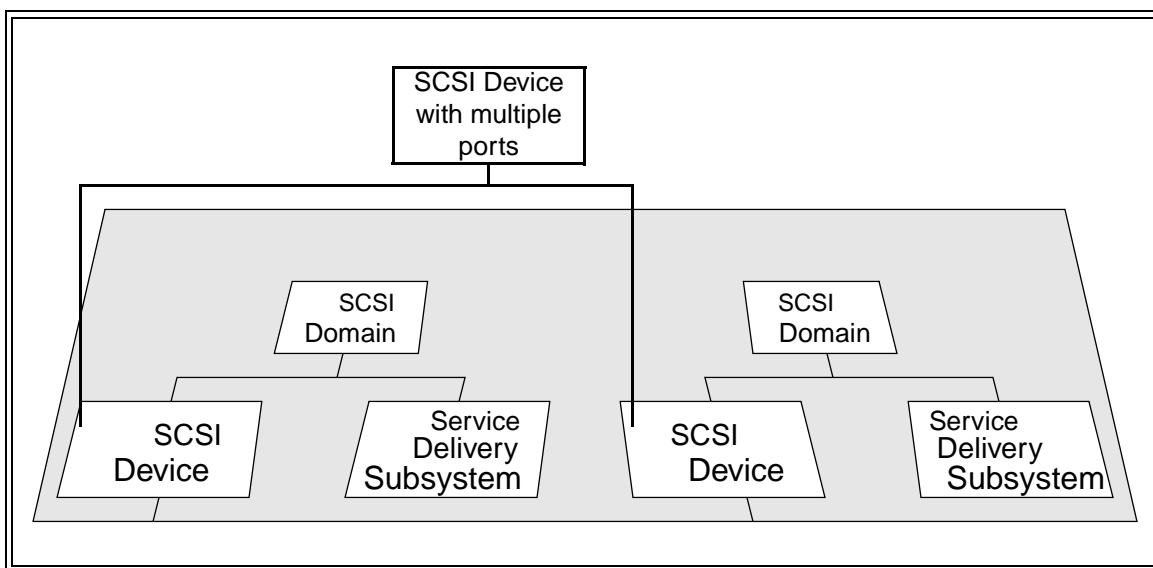 SCSI Device
with multiple
ports
SCSI
Domain
SCSI
Domain
SCSI
Device
Service
Delivery
Subsystem
SCSI
Device
Service
Delivery
Subsystem